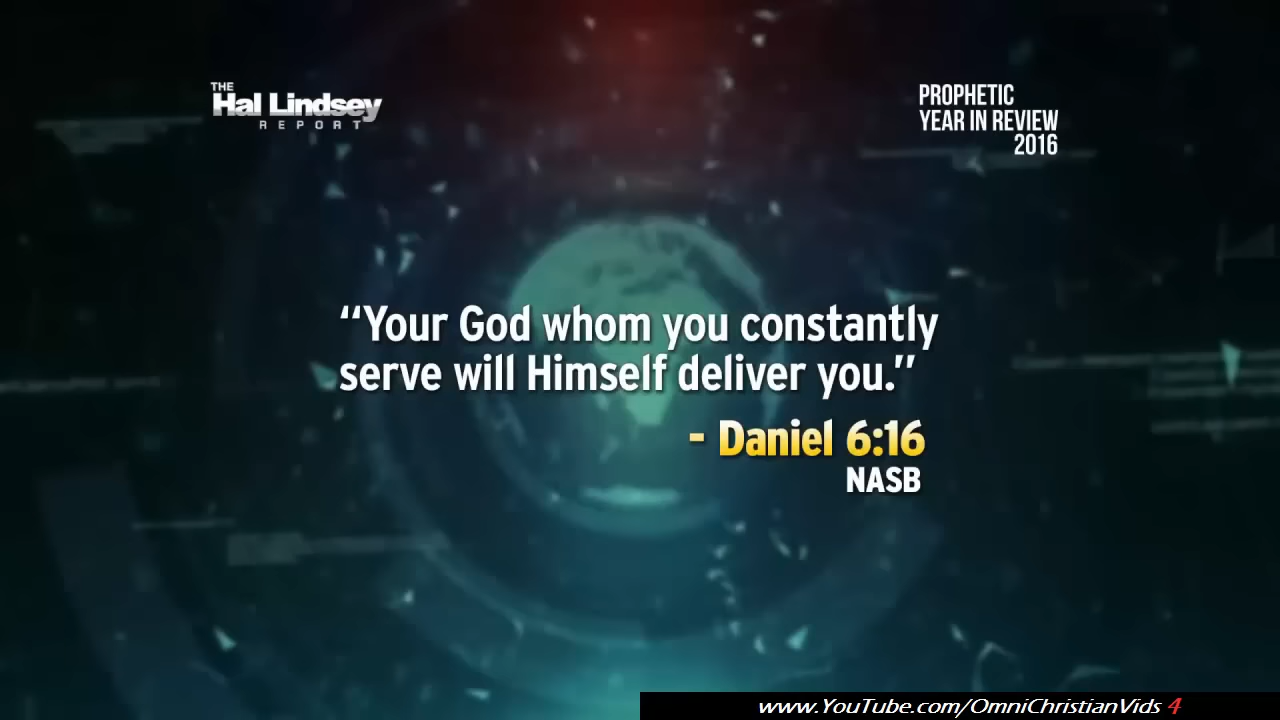 THE
Hal Lindsey
REPORT
PROPHETIC
YEAR IN REVIEW
2016
“Your God whom you constantly
serve will Himself deliver you.”
- Daniel 6:16
NASB
www.YouTube.com/OmniChristianVids 4